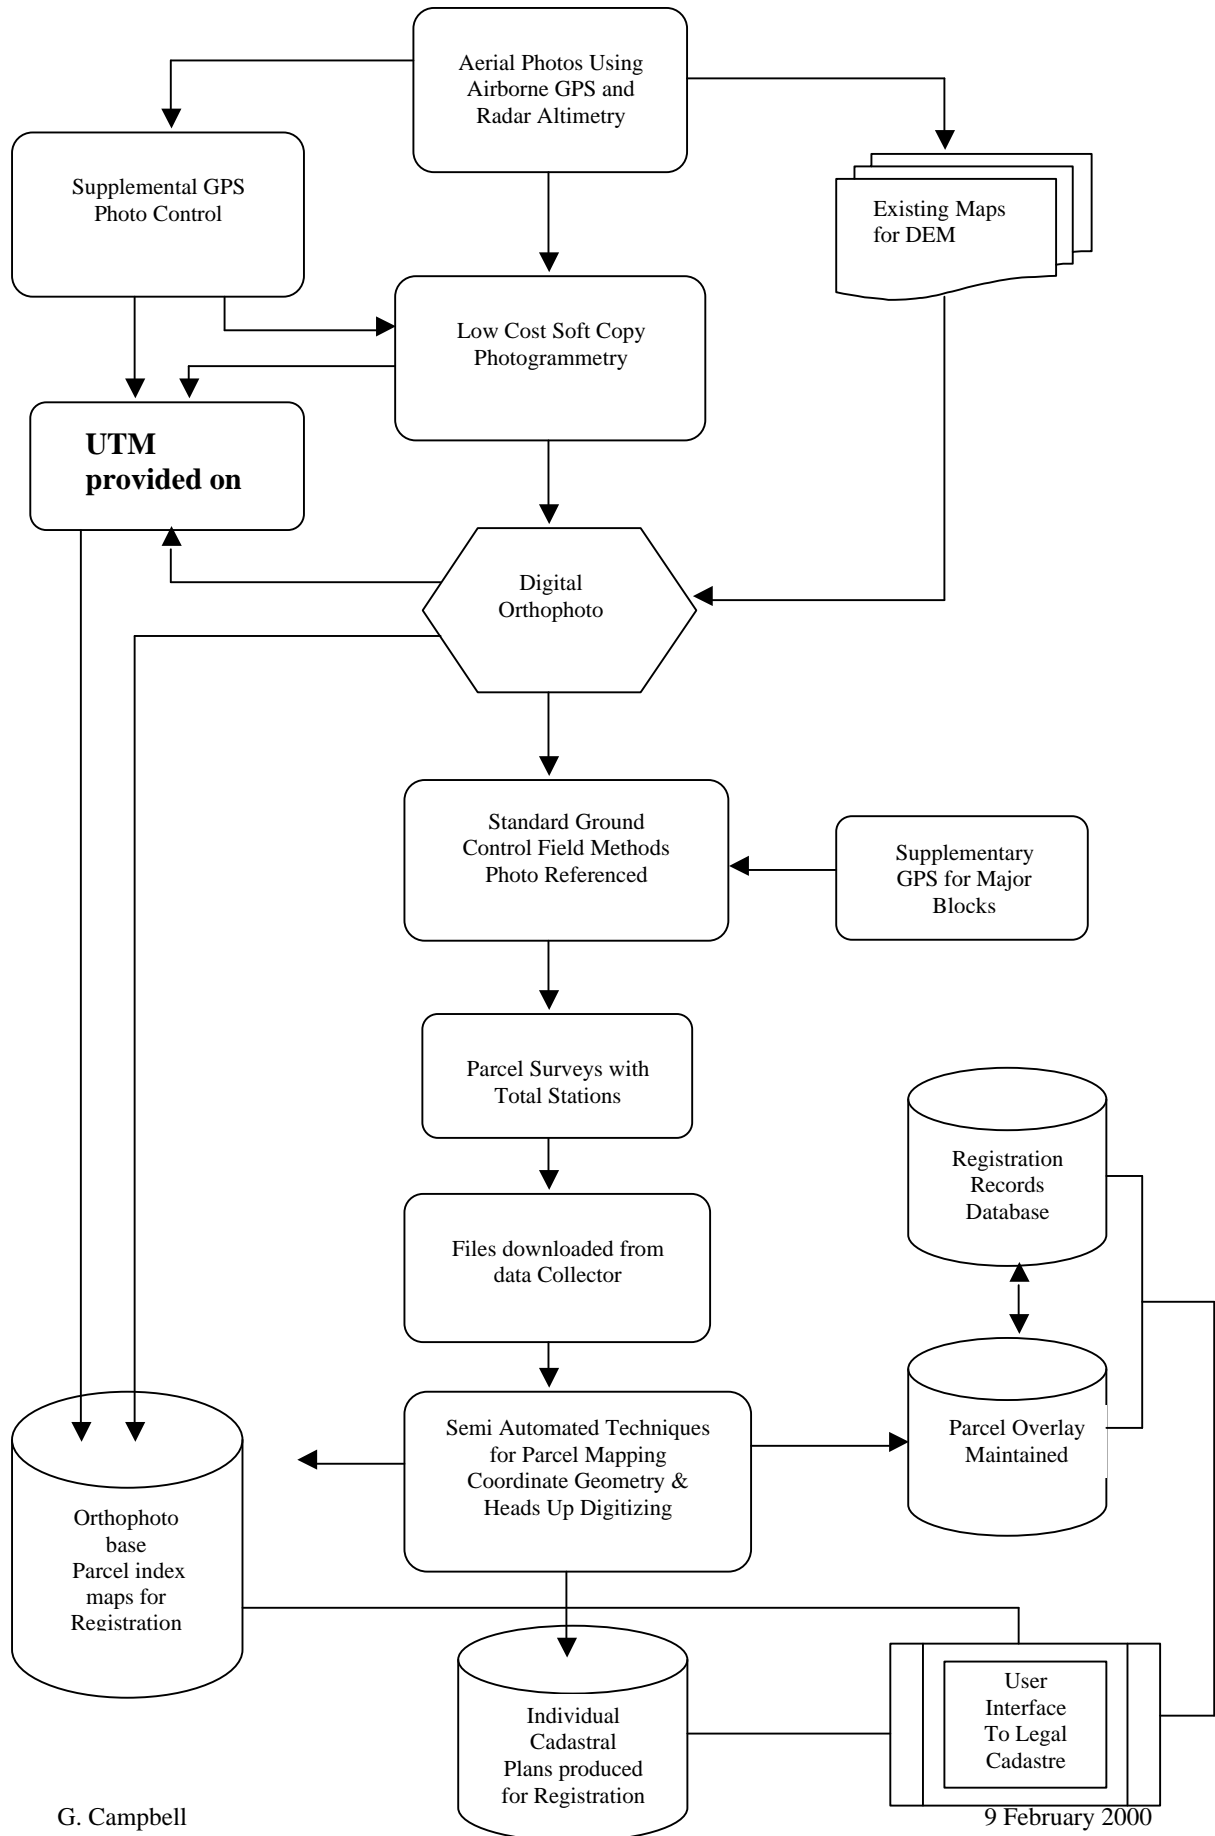 Aerial Photos Using
Airborne GPS and
Radar Altimetry
Supplemental GPS
Photo Control
Existing Maps
for DEM
Low Cost Soft Copy
Photogrammetry
UTM
provided on
Digital
Orthophoto
Standard Ground
Control Field Methods
Photo Referenced
Supplementary
GPS for Major
Blocks
Parcel Surveys with
Total Stations
Registration
Records
Database
Files downloaded from
data Collector
Semi Automated Techniques
for Parcel Mapping
Coordinate Geometry &
Heads Up Digitizing
Parcel Overlay
Maintained
Orthophoto
base
Parcel index
maps for
Registration
Individual
Cadastral
Plans produced
for Registration
User
Interface
To Legal
Cadastre
G. Campbell
9 February 2000